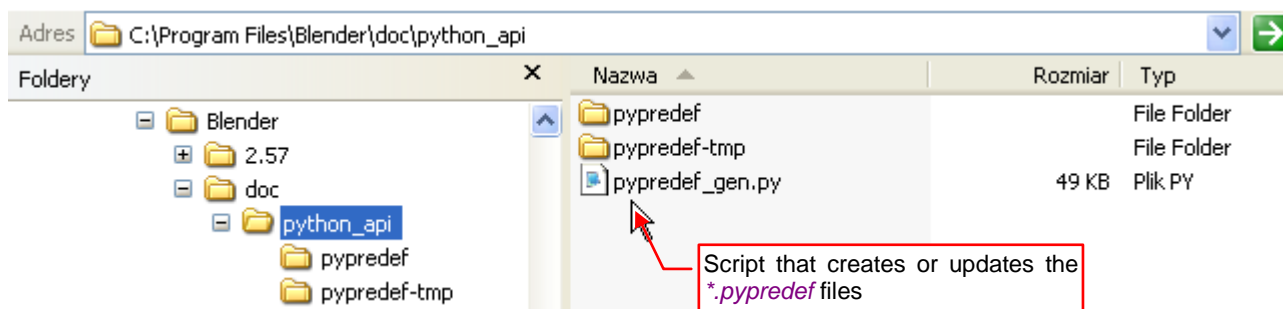 Adres C:\Program Files\Blender\doc\python_api
Foldery
Nazwa Rozmiar Typ
Blender
2.57
doc
python_api
pypredef
pypredef-tmp
pypredef File Folder
pypredef-tmp File Folder
pypredef_gen.py 49 KB Plik PY
Script that creates or updates the
*.pypredef files